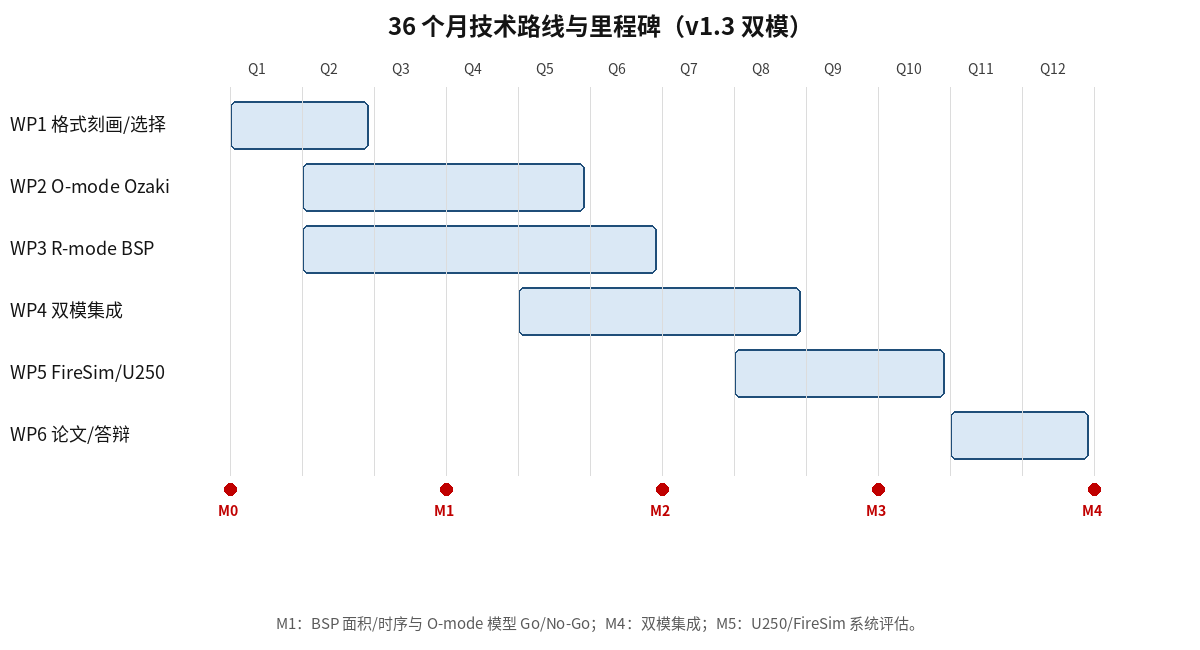 36 个月技术路线与里程碑（v1.3 双模）
Q1 Q2 Q3 Q4 Q5 Q6 Q7 Q8 Q9 Q10 Q11 Q12
WP1 格式刻画/选择
WP2 O-mode Ozaki
WP3 R-mode BSP
WP4 双模集成
WP5 FireSim/U250
WP6 论文/答辩
M0 M1 M2 M3 M4
M1：BSP 面积/时序与 O-mode 模型 Go/No-Go；M4：双模集成；M5：U250/FireSim 系统评估。